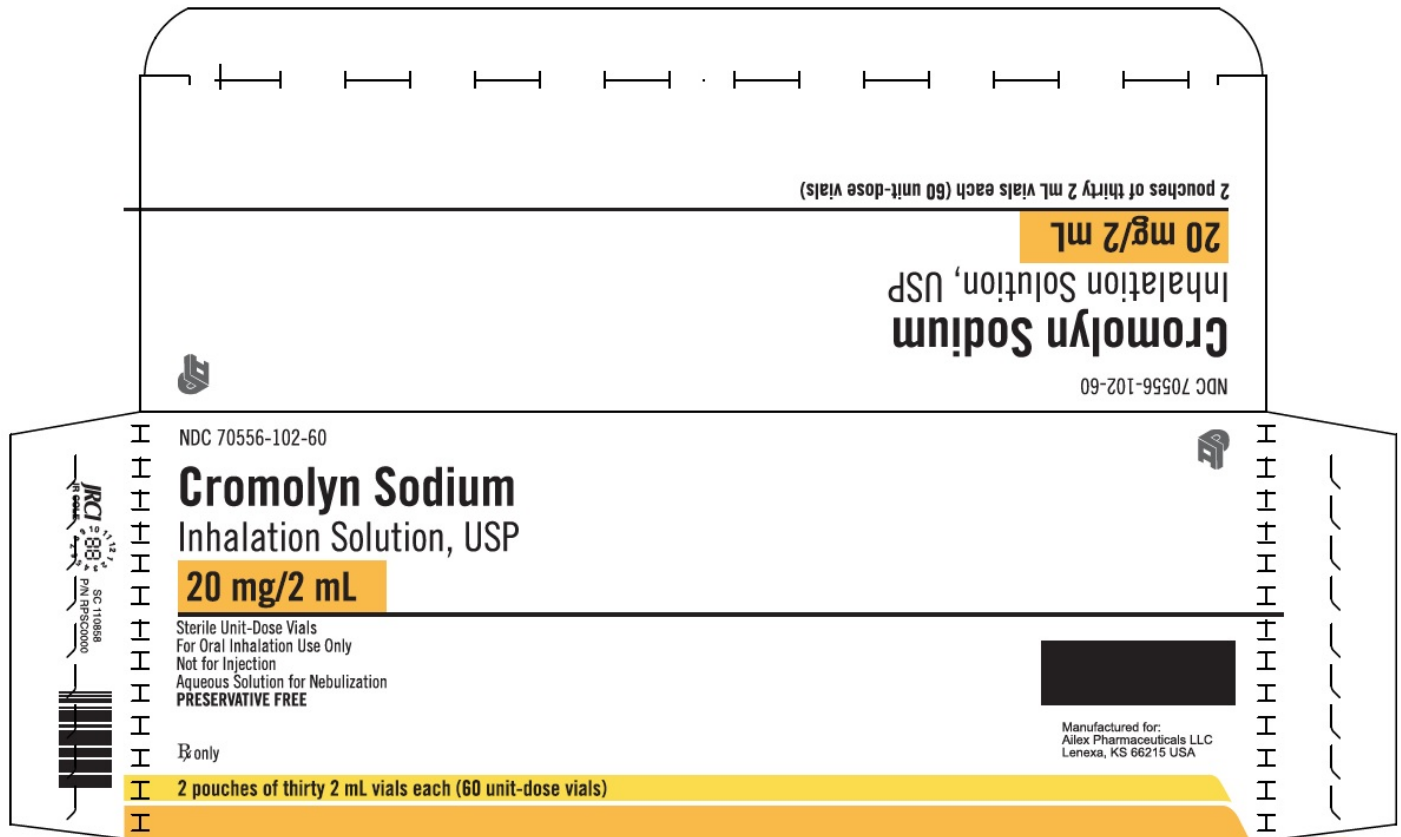 2 pouches of thirty 2 mL vials each (60 unit-dose vials)
20 mg/2 mL
Inhalation Solution, USP
Cromolyn Sodium
NDC 70556-102-60
NDC 70556-102-60
Cromolyn Sodium
Inhalation Solution, USP
20 mg/2 mL
Sterile Unit-Dose Vials
For Oral Inhalation Use Only
Not for Injection
Aqueous Solution for Nebulization
PRESERVATIVE FREE
Rx only
Manufactured for:
Ailex Pharmaceuticals LLC
Lenexa, KS 66215 USA
2 pouches of thirty 2 mL vials each (60 unit-dose vials)
JRCI
JR COLE
SC 110858
P/N RPSC0000